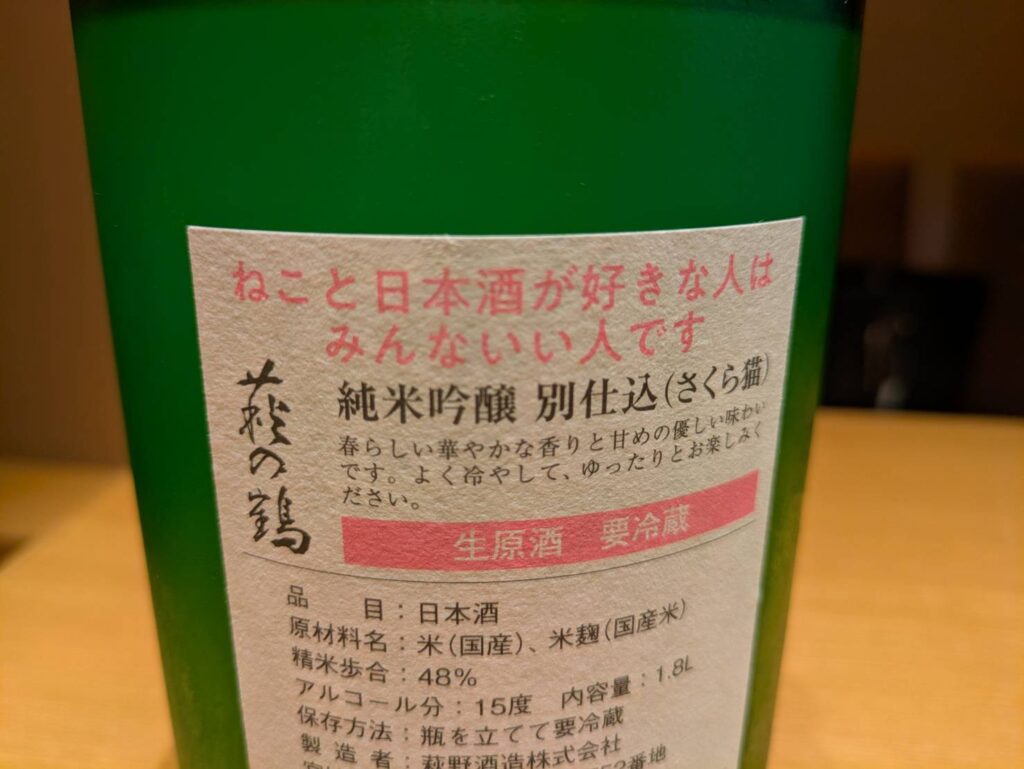 ねこと日本酒が好きな人は
みんないい人です
萩の鶴
純米吟醸 別仕込(さくら猫)
春らしい華やかな香りと甘めの優しい味わい
です。よく冷やして、ゆったりとお楽しみく
ださい。
生原酒 要冷蔵
品目:日本酒
原材料名:米(国産)、米麹(国産米)
精米歩合:48%
アルコール分:15度 内容量:1.8L
保存方法:瓶を立てて要冷蔵
製造者:萩野酒造株式会社
番地